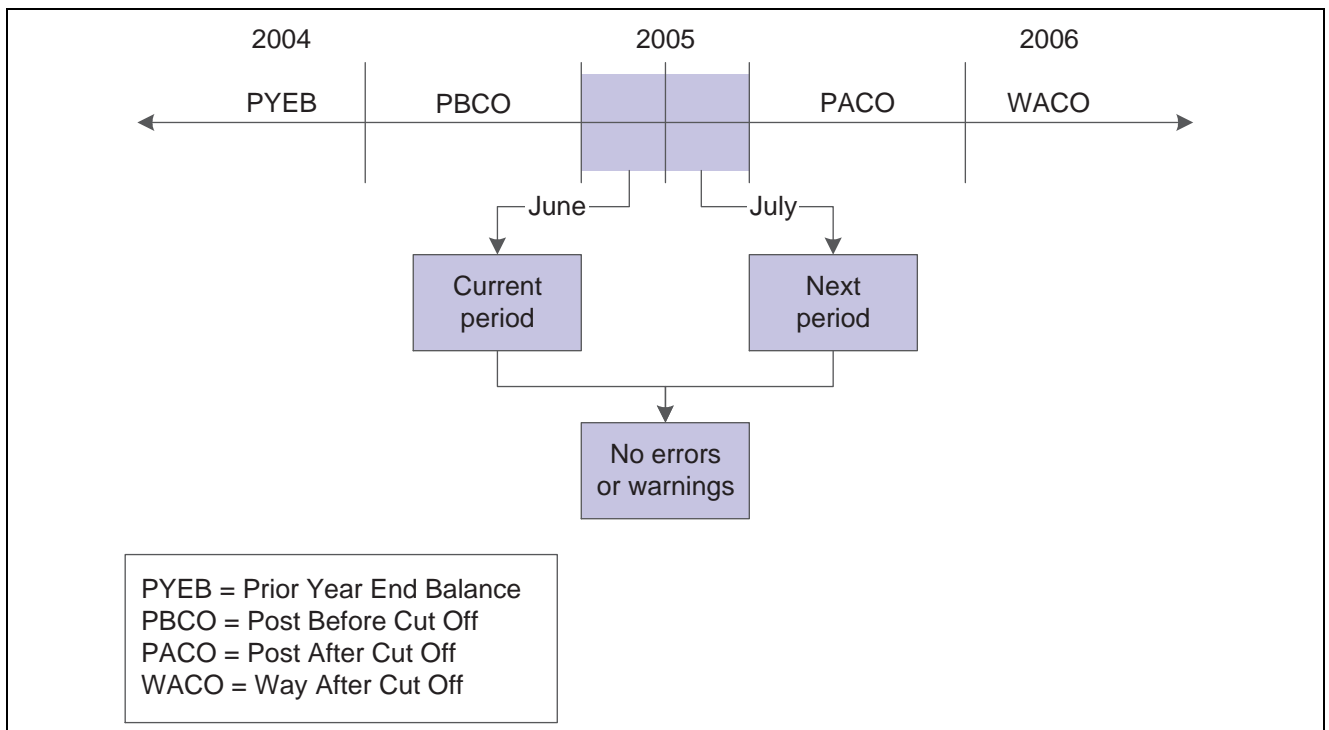 2004 2005 2006
PYEB PBCO PACO WACO
June July
Current
period
Next
period
No errors
or warnings
PYEB = Prior Year End Balance
PBCO = Post Before Cut Off
PACO = Post After Cut Off
WACO = Way After Cut Off